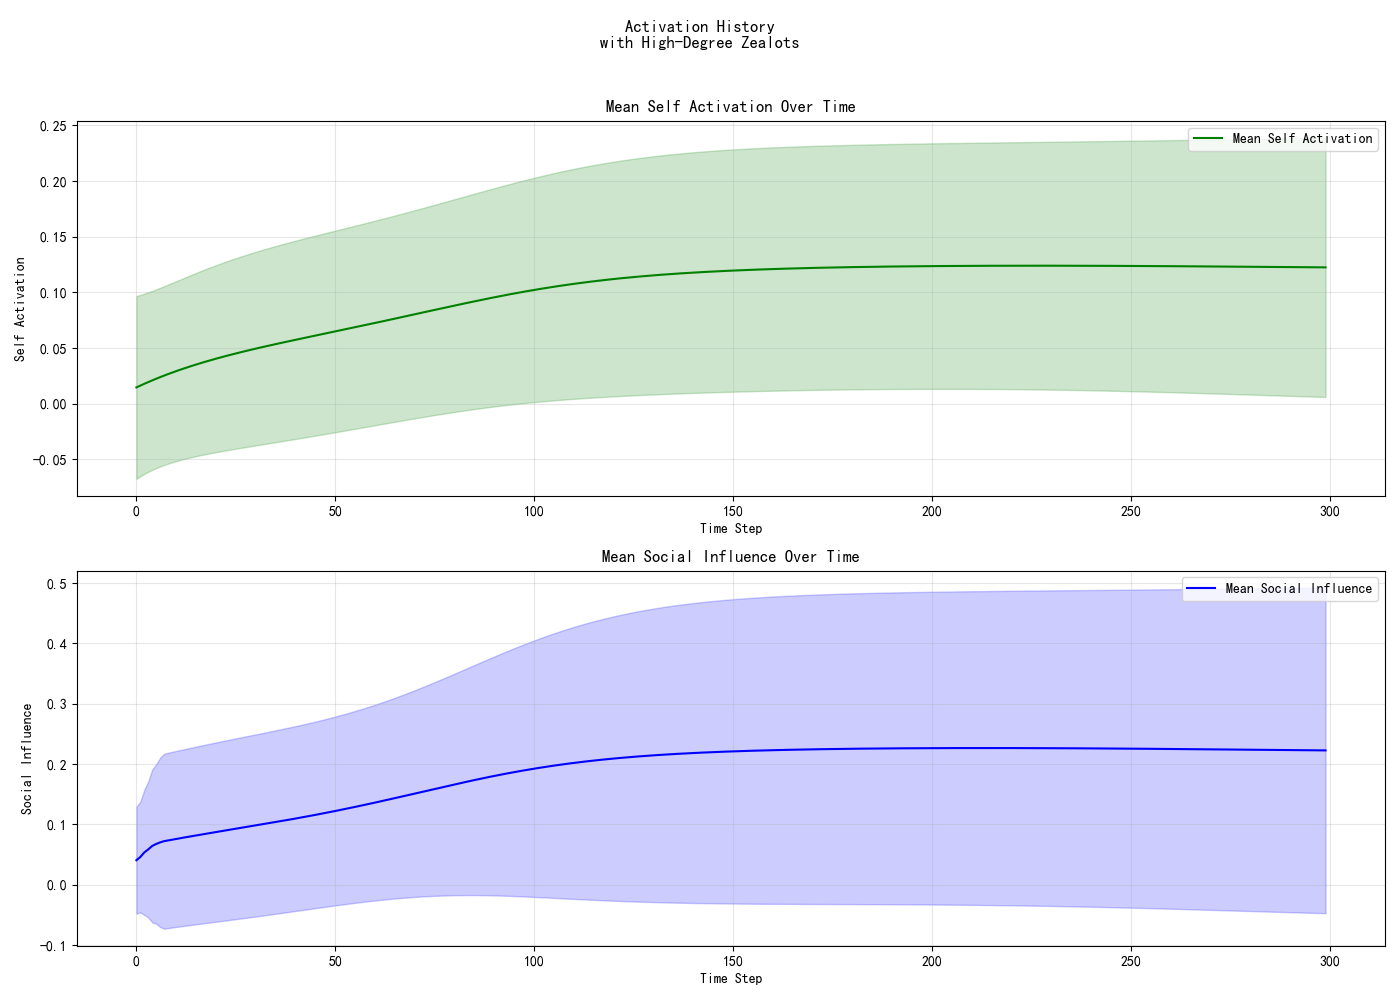 Activation History
with High-Degree Zealots
Mean Self Activation Over Time
Mean Self Activation
Self Activation
0.25
0.20
0.15
0.10
0.05
0.00
-0.05
0 50 100 150 200 250 300
Time Step
Mean Social Influence Over Time
Mean Social Influence
Social Influence
0.5
0.4
0.3
0.2
0.1
0.0
-0.1
0 50 100 150 200 250 300
Time Step